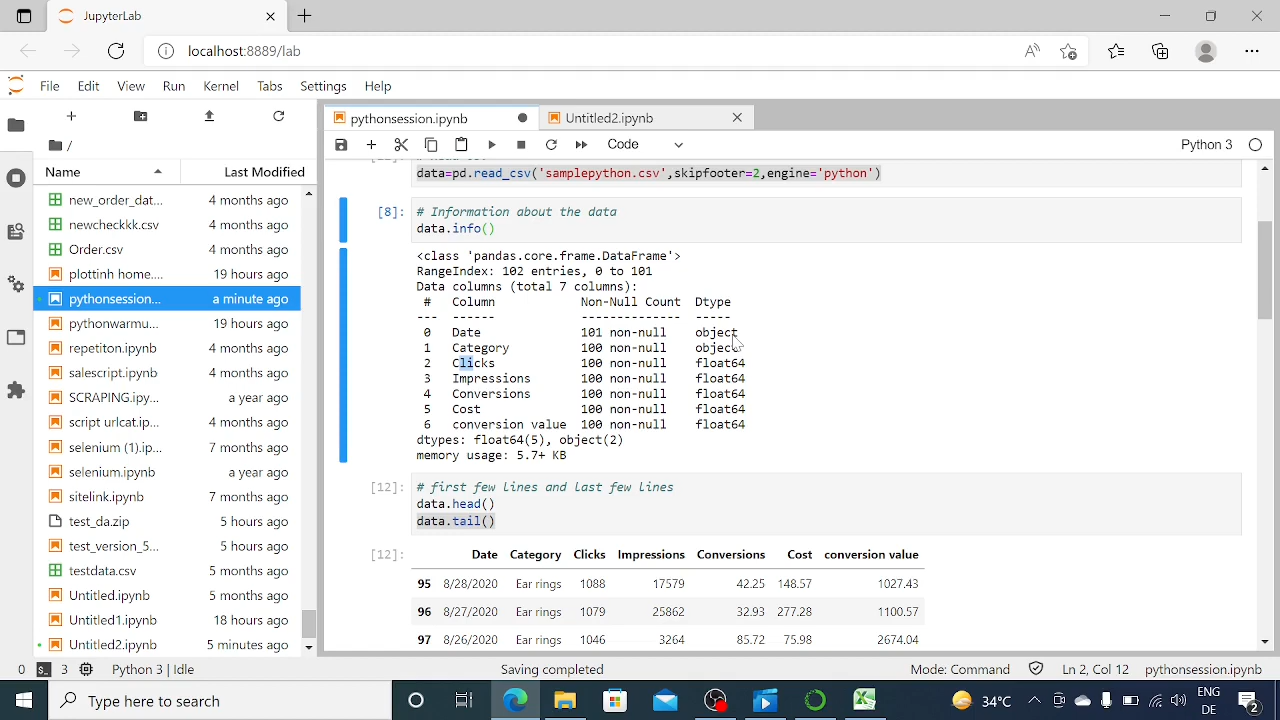 JupyterLab
localhost:8889/lab
File Edit View Run Kernel Tabs Settings Help
pythonsession.ipynb
Untitled2.ipynb
/
Code
Python 3
Name
Last Modified
new_order_dat... 4 months ago
newcheckkk.csv 4 months ago
Order.csv 4 months ago
plottinh home.... 19 hours ago
pythonsession... a minute ago
pythonwarmu... 19 hours ago
repetiton.ipynb 4 months ago
salescript.ipynb 4 months ago
SCRAPING.ipy... a year ago
script urlcat.ip... 4 months ago
selenium (1).ip... 7 months ago
selenium.ipynb a year ago
sitelink.ipynb 7 months ago
test_da.zip 5 hours ago
test_version_5... 5 hours ago
testdata.csv 5 months ago
Untitled.ipynb 5 months ago
Untitled1.ipynb 18 hours ago
Untitled2.ipynb 5 minutes ago
data=pd.read_csv('samplepython.csv',skipfooter=2,engine='python')
[8]: # Information about the data
data.info()
<class 'pandas.core.frame.DataFrame'>
RangeIndex: 102 entries, 0 to 101
Data columns (total 7 columns):
# Column Non-Null Count Dtype
--- ------ -------------- -----
0 Date 101 non-null object
1 Category 100 non-null object
2 Clicks 100 non-null float64
3 Impressions 100 non-null float64
4 Conversions 100 non-null float64
5 Cost 100 non-null float64
6 conversion value 100 non-null float64
dtypes: float64(5), object(2)
memory usage: 5.7+ KB
[12]: # first few lines and last few lines
data.head()
data.tail()
[12]: Date Category Clicks Impressions Conversions Cost conversion value
95 8/28/2020 Ear rings 1088 17579 42.25 148.57 1027.43
96 8/27/2020 Ear rings 1079 25862 32.93 277.28 1100.57
97 8/26/2020 Ear rings 1046 3264 85.72 75.98 2674.04
0 3 Python 3 | Idle Saving completed Mode: Command Ln 2, Col 12 pythonsession.ipynb
Type here to search
34°C
ENG
DE
2